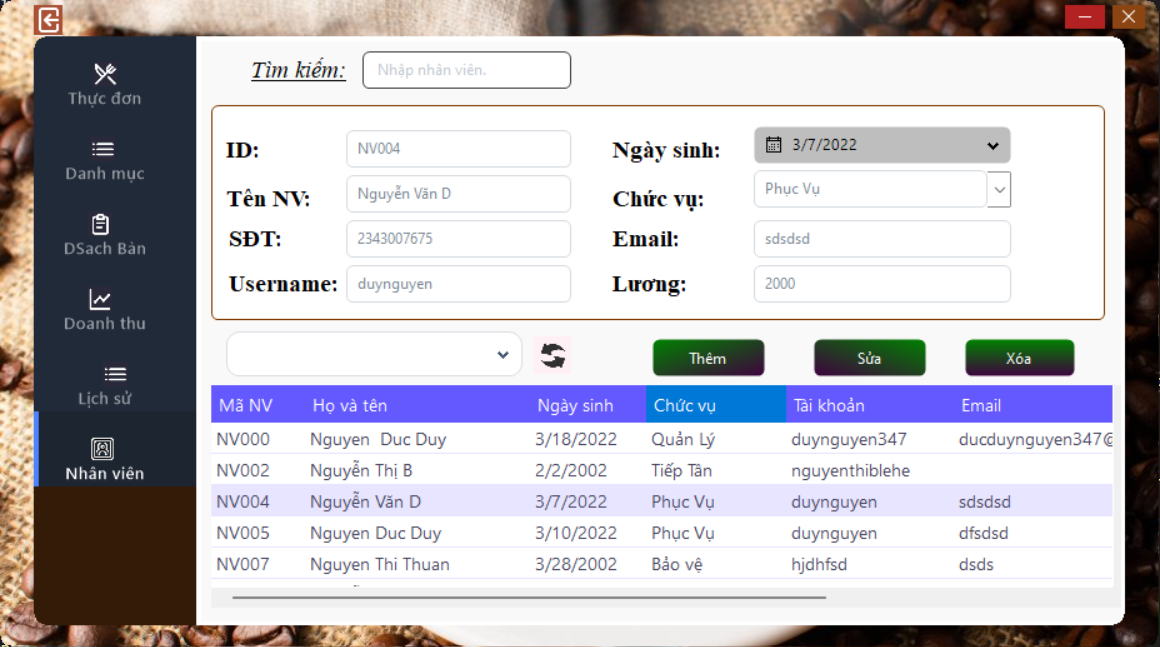 Tìm kiếm: Nhập nhân viên.
Thực đơn
Danh mục
DSach Bàn
Doanh thu
Lịch sử
Nhân viên
ID: NV004 Ngày sinh: 3/7/2022
Tên NV: Nguyễn Văn D Chức vụ: Phục Vụ
SĐT: 2343007675 Email: sdsdsd
Username: duynguyen Lương: 2000
Thêm Sửa Xóa
Mã NV Họ và tên Ngày sinh Chức vụ Tài khoản Email
NV000 Nguyen Duc Duy 3/18/2022 Quản Lý duynguyen347 ducduynguyen347@
NV002 Nguyễn Thị B 2/2/2002 Tiếp Tân nguyenthiblehe
NV004 Nguyễn Văn D 3/7/2022 Phục Vụ duynguyen sdsdsd
NV005 Nguyen Duc Duy 3/10/2022 Phục Vụ duynguyen dfsdsd
NV007 Nguyen Thi Thuan 3/28/2002 Bảo vệ hjdhfsd dsds